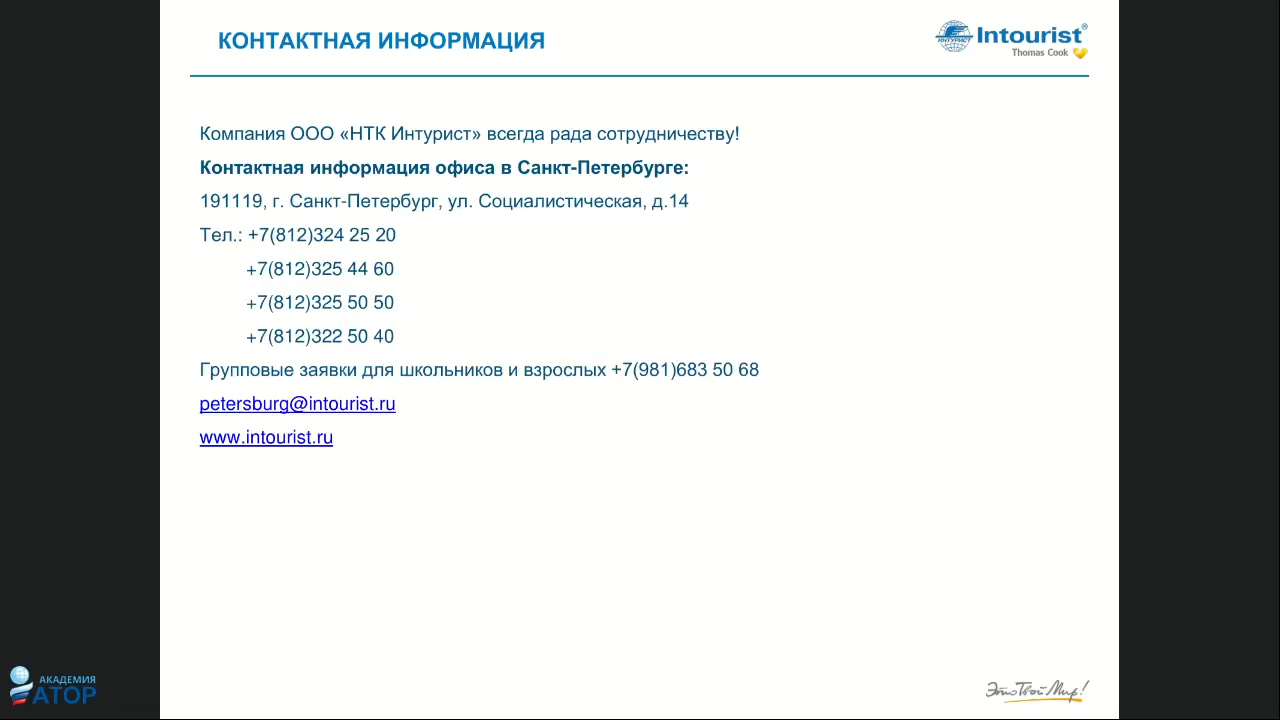 КОНТАКТНАЯ ИНФОРМАЦИЯ
Intourist®
ИНТУРИСТ
Thomas Cook
Компания ООО «НТК Интурист» всегда рада сотрудничеству!
Контактная информация офиса в Санкт-Петербурге:
191119, г. Санкт-Петербург, ул. Социалистическая, д.14
Тел.: +7(812)324 25 20
+7(812)325 44 60
+7(812)325 50 50
+7(812)322 50 40
Групповые заявки для школьников и взрослых +7(981)683 50 68
petersburg@intourist.ru
www.intourist.ru
АКАДЕМИЯ
АТОР
Это Твой Мир!